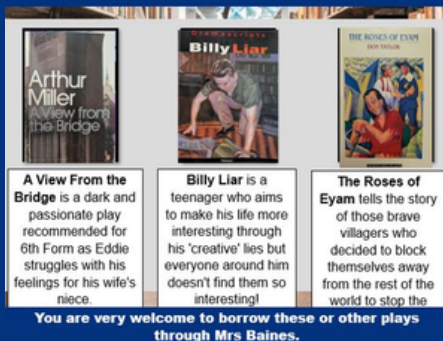 Arthur
Miller
A View from
the Bridge
Dramascripts
Billy Liar
THE ROSES OF EYAM
DON TAYLOR
A View From the
Bridge is a dark and
passionate play
recommended for
6th Form as Eddie
struggles with his
feelings for his wife's
niece.
Billy Liar is a
teenager who aims
to make his life more
interesting through
his 'creative' lies but
everyone around him
doesn't find them so
interesting!
The Roses of
Eyam tells the story
of those brave
villagers who
decided to block
themselves away
from the rest of the
world to stop the
You are very welcome to borrow these or other plays
through Mrs Baines.